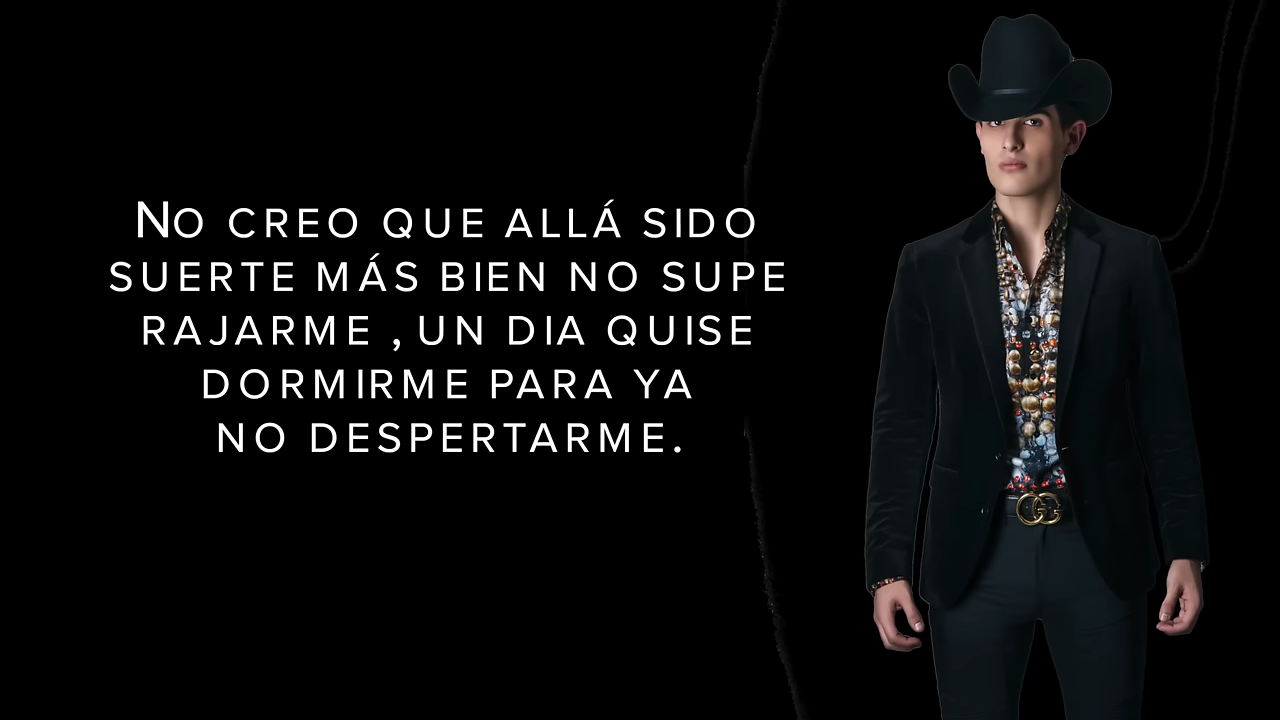 No CREO QUE ALLÁ SIDO
SUERTE MÁS BIEN NO SUPE
RAJARME , UN DIA QUISE
DORMIRME PARA YA
NO DESPERTARME.